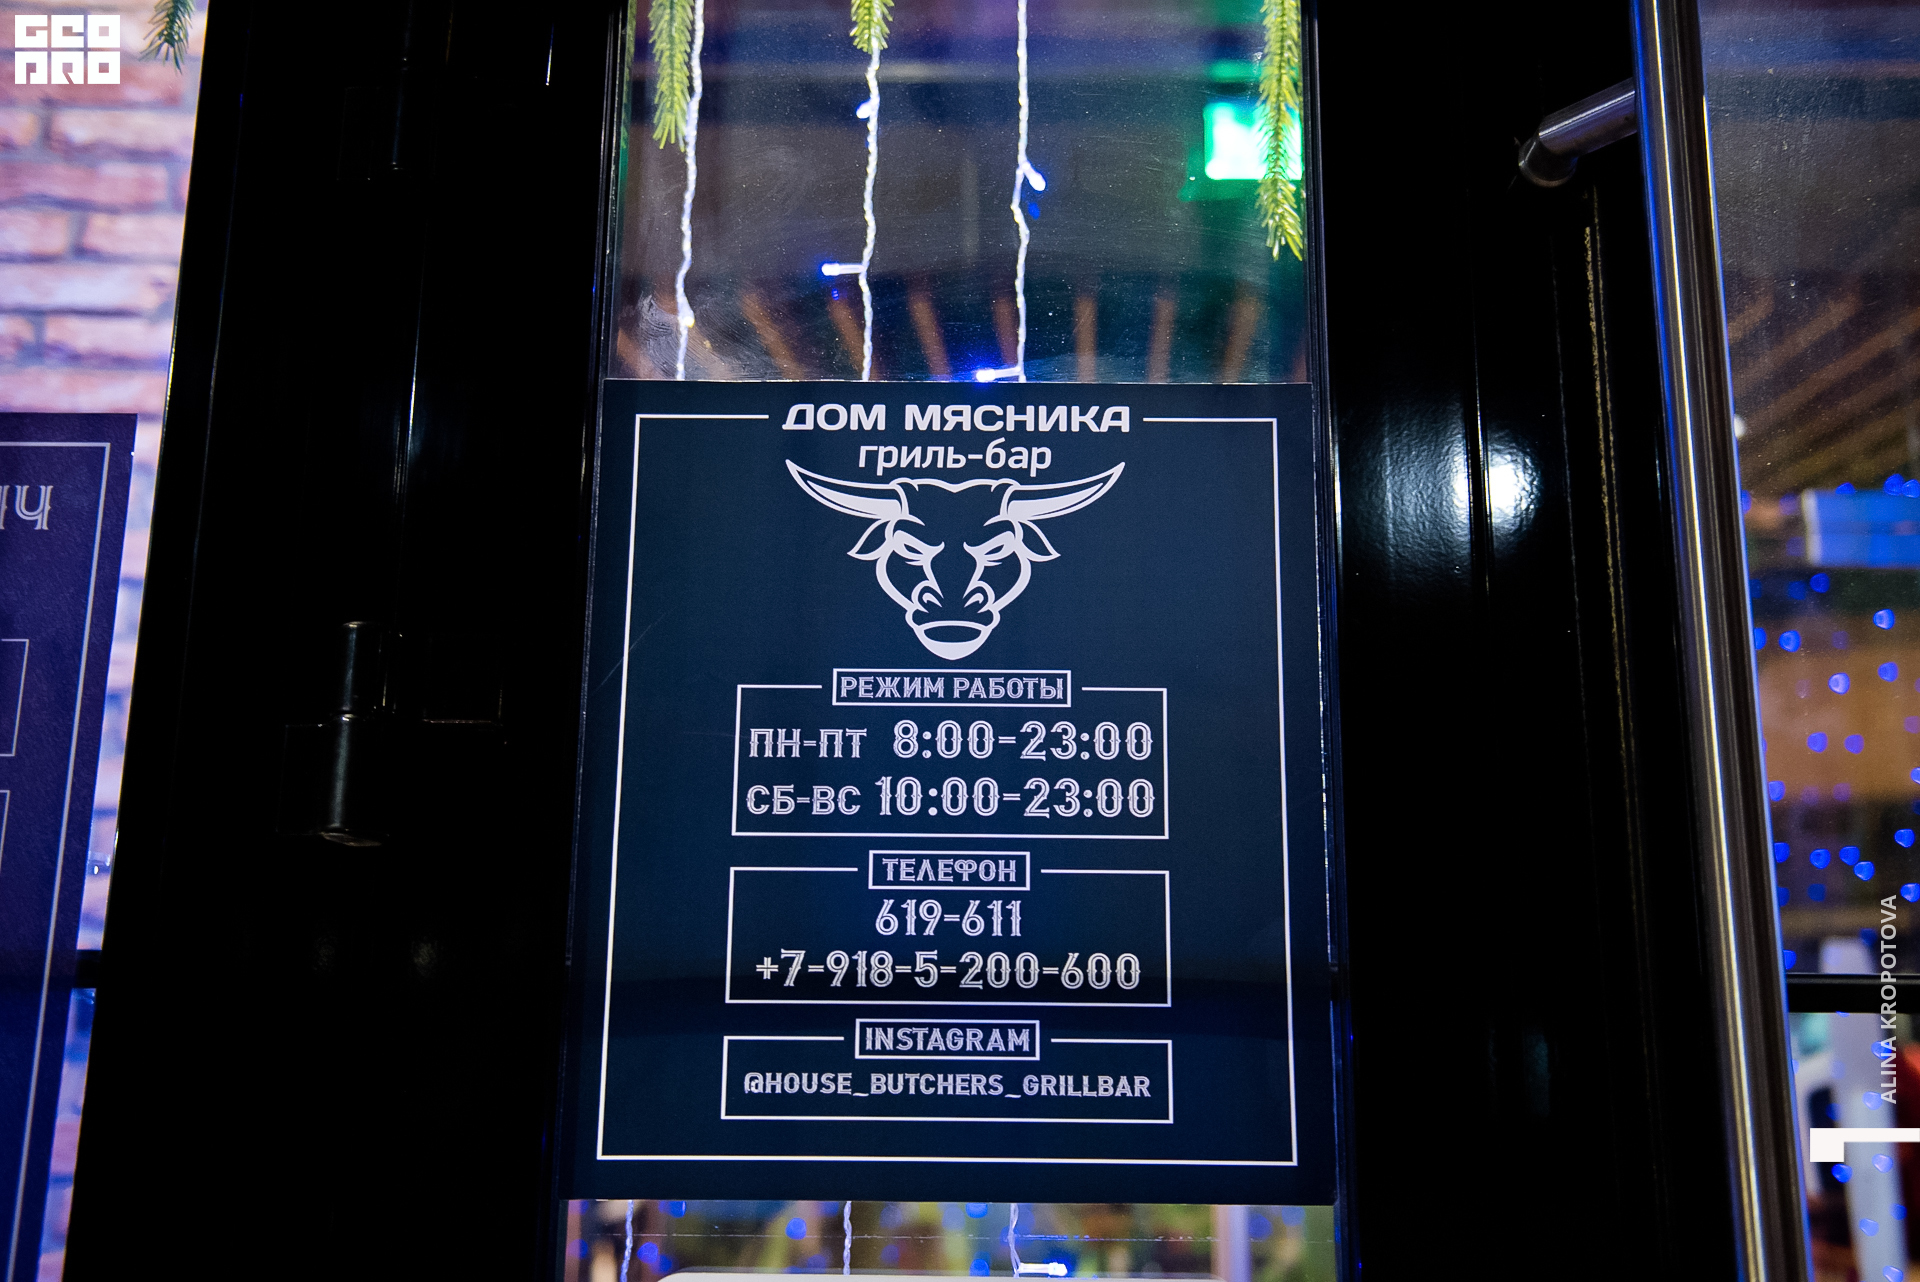 GEO
PRO
ДОМ МЯСНИКА
гриль-бар
РЕЖИМ РАБОТЫ
ПН-ПТ 8:00-23:00
СБ-ВС 10:00-23:00
ТЕЛЕФОН
619-611
+7-918-5-200-600
INSTAGRAM
@HOUSE_BUTCHERS_GRILLBAR
ALINA KROPOTOVA